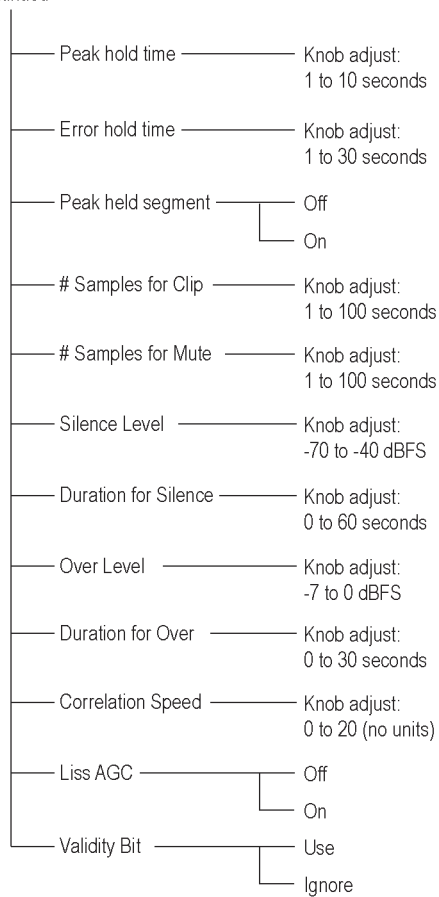 Peak hold time
Knob adjust:
1 to 10 seconds
Error hold time
Knob adjust:
1 to 30 seconds
Peak held segment
Off
On
# Samples for Clip
Knob adjust:
1 to 100 seconds
# Samples for Mute
Knob adjust:
1 to 100 seconds
Silence Level
Knob adjust:
-70 to -40 dBFS
Duration for Silence
Knob adjust:
0 to 60 seconds
Over Level
Knob adjust:
-7 to 0 dBFS
Duration for Over
Knob adjust:
0 to 30 seconds
Correlation Speed
Knob adjust:
0 to 20 (no units)
Liss AGC
Off
On
Validity Bit
Use
Ignore